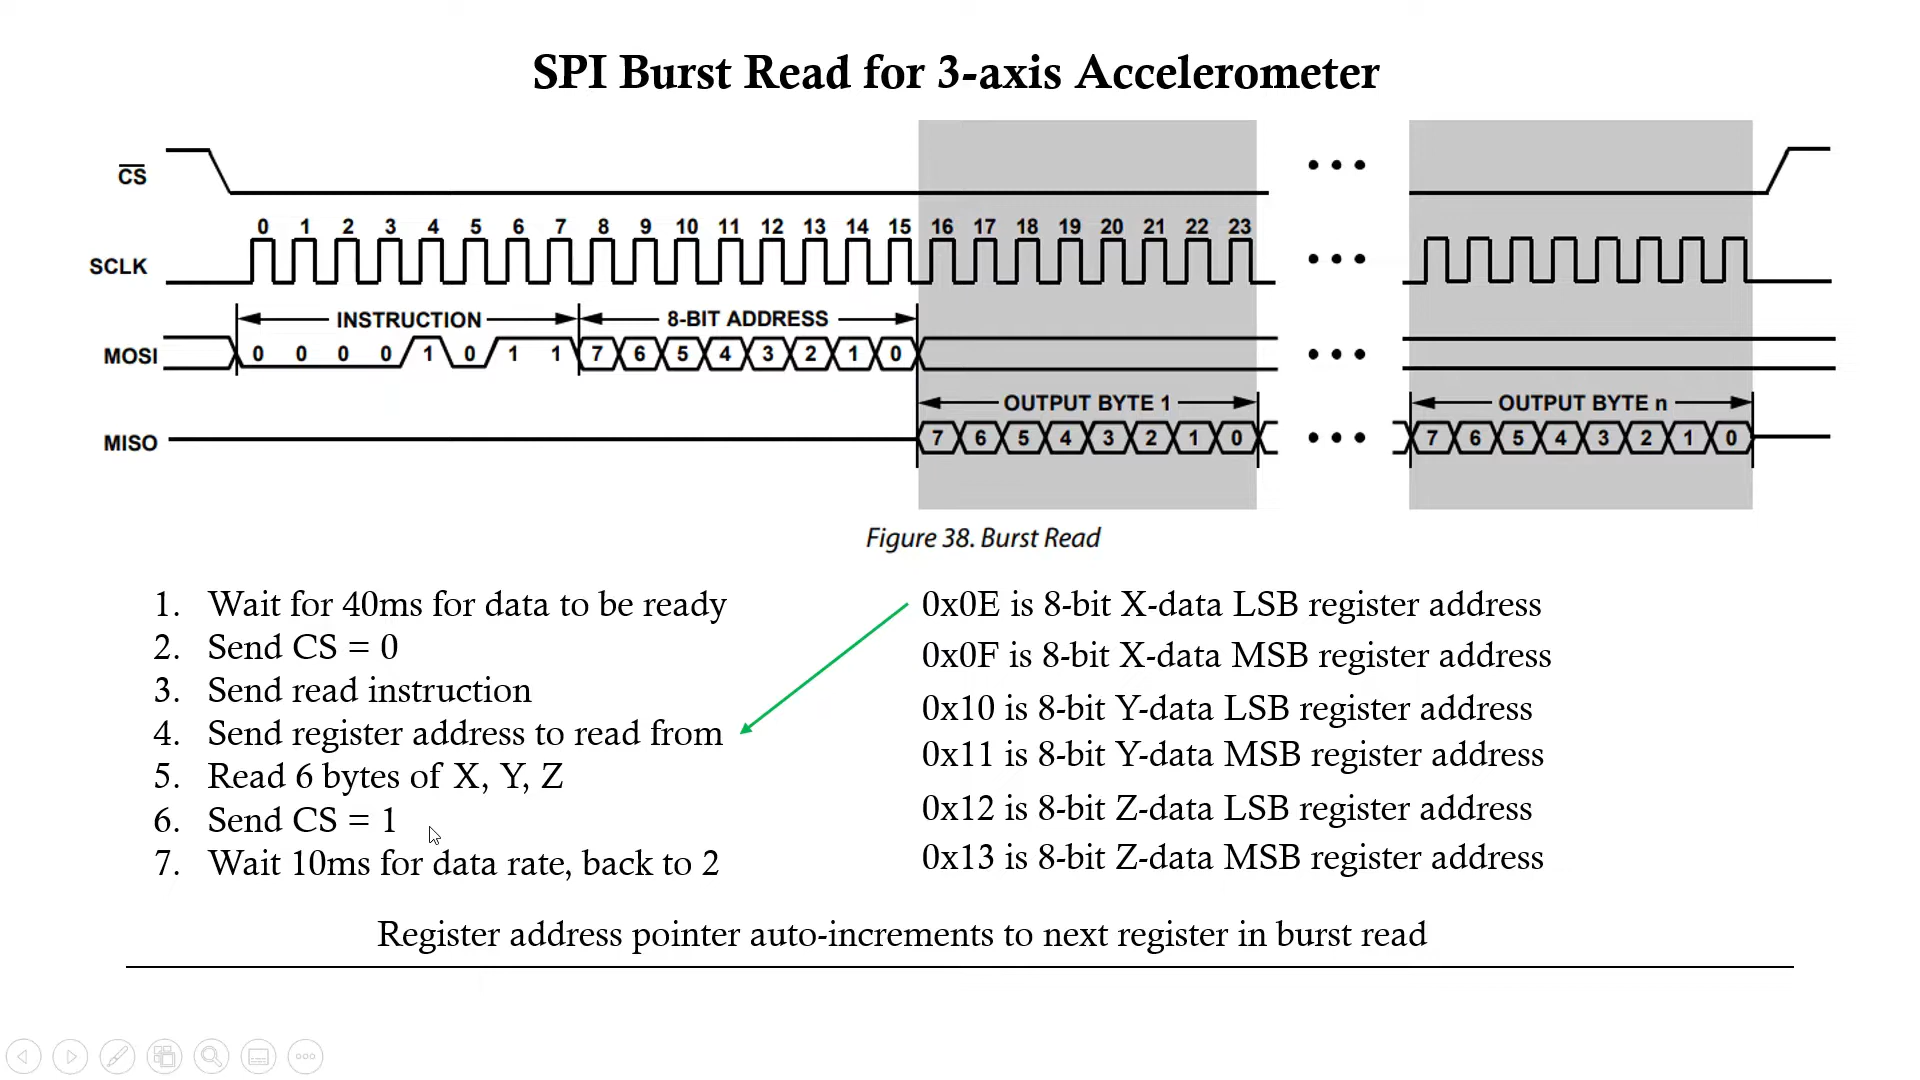 SPI Burst Read for 3-axis Accelerometer
CS
0 1 2 3 4 5 6 7 8 9 10 11 12 13 14 15 16 17 18 19 20 21 22 23
SCLK
INSTRUCTION 8-BIT ADDRESS
MOSI 0 0 0 0 1 0 1 1 7 6 5 4 3 2 1 0
OUTPUT BYTE 1 OUTPUT BYTE n
MISO 7 6 5 4 3 2 1 0 7 6 5 4 3 2 1 0
Figure 38. Burst Read
1. Wait for 40ms for data to be ready
2. Send CS = 0
3. Send read instruction
4. Send register address to read from
5. Read 6 bytes of X, Y, Z
6. Send CS = 1
7. Wait 10ms for data rate, back to 2
0x0E is 8-bit X-data LSB register address
0x0F is 8-bit X-data MSB register address
0x10 is 8-bit Y-data LSB register address
0x11 is 8-bit Y-data MSB register address
0x12 is 8-bit Z-data LSB register address
0x13 is 8-bit Z-data MSB register address
Register address pointer auto-increments to next register in burst read